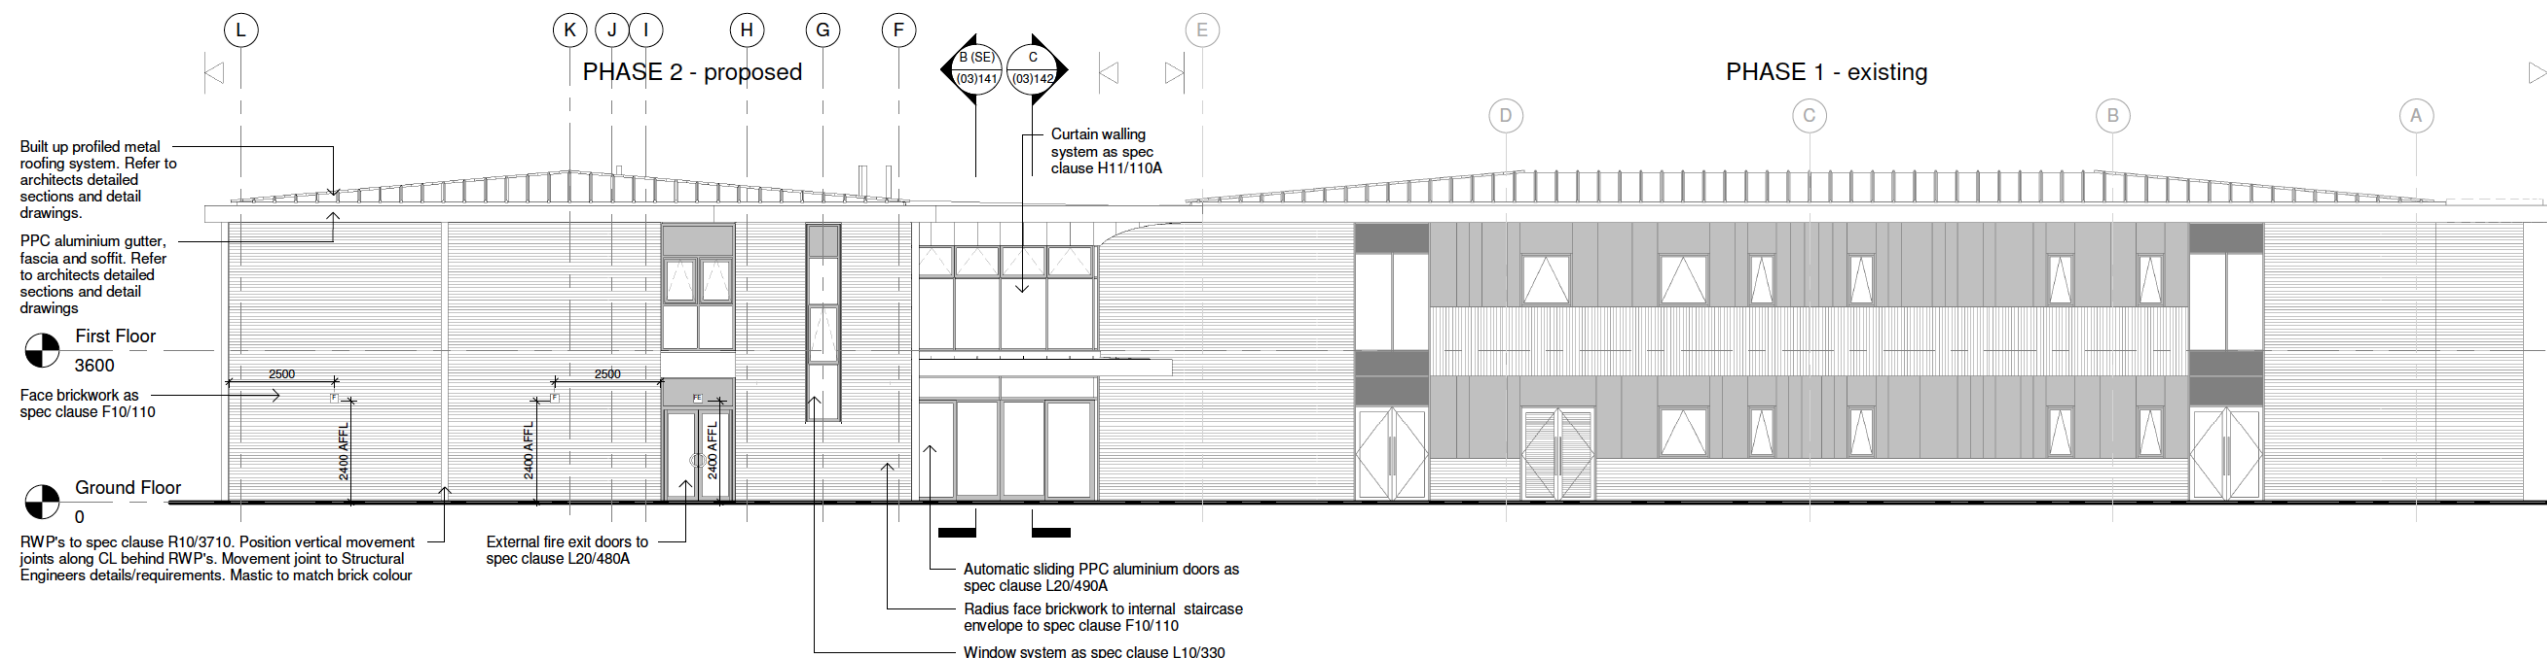 L
K
J
I
H
G
F
E
PHASE 2 - proposed
B (SE)
(03)141
C
(03)142
PHASE 1 - existing
D
C
B
A
Built up profiled metal
roofing system. Refer to
architects detailed
sections and detail
drawings.
Curtain walling
system as spec
clause H11/110A
PPC aluminium gutter,
fascia and soffit. Refer
to architects detailed
sections and detail
drawings
First Floor
3600
2500
2500
Face brickwork as
spec clause F10/110
F
F
FE
2400 AFFL
2400 AFFL
2400 AFFL
Ground Floor
0
RWP's to spec clause R10/3710. Position vertical movement
joints along CL behind RWP's. Movement joint to Structural
Engineers details/requirements. Mastic to match brick colour
External fire exit doors to
spec clause L20/480A
Automatic sliding PPC aluminium doors as
spec clause L20/490A
Radius face brickwork to internal staircase
envelope to spec clause F10/110
Window system as spec clause L10/330